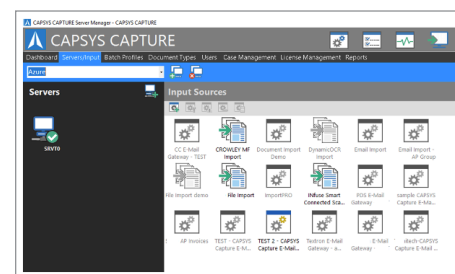 CAPSYS CAPTURE Server Manager - CAPSYS CAPTURE
CAPSYS CAPTURE
Dashboard Servers/Input Batch Profiles Document Types Users Case Management License Management Reports
Azure
Servers
Input Sources
SRVT0
CC E-Mail Gateway - TEST
CROWLEY MF Import
Document Import Demo
DynamicOCR Import
Email Import
Email Import - AP Group
File Import demo
File Import
ImportPRO
INfuse Smart Connected Sca...
POS E-Mail Gateway
sample CAPSYS Capture E-Ma...
AP Invoices
TEST - CAPSYS Capture E-M...
TEST 2 - CAPSYS Capture E-Mail...
Textron E-Mail Gateway - a...
E-Mail Gateway
ntech-CAPSYS Capture E-Mail...